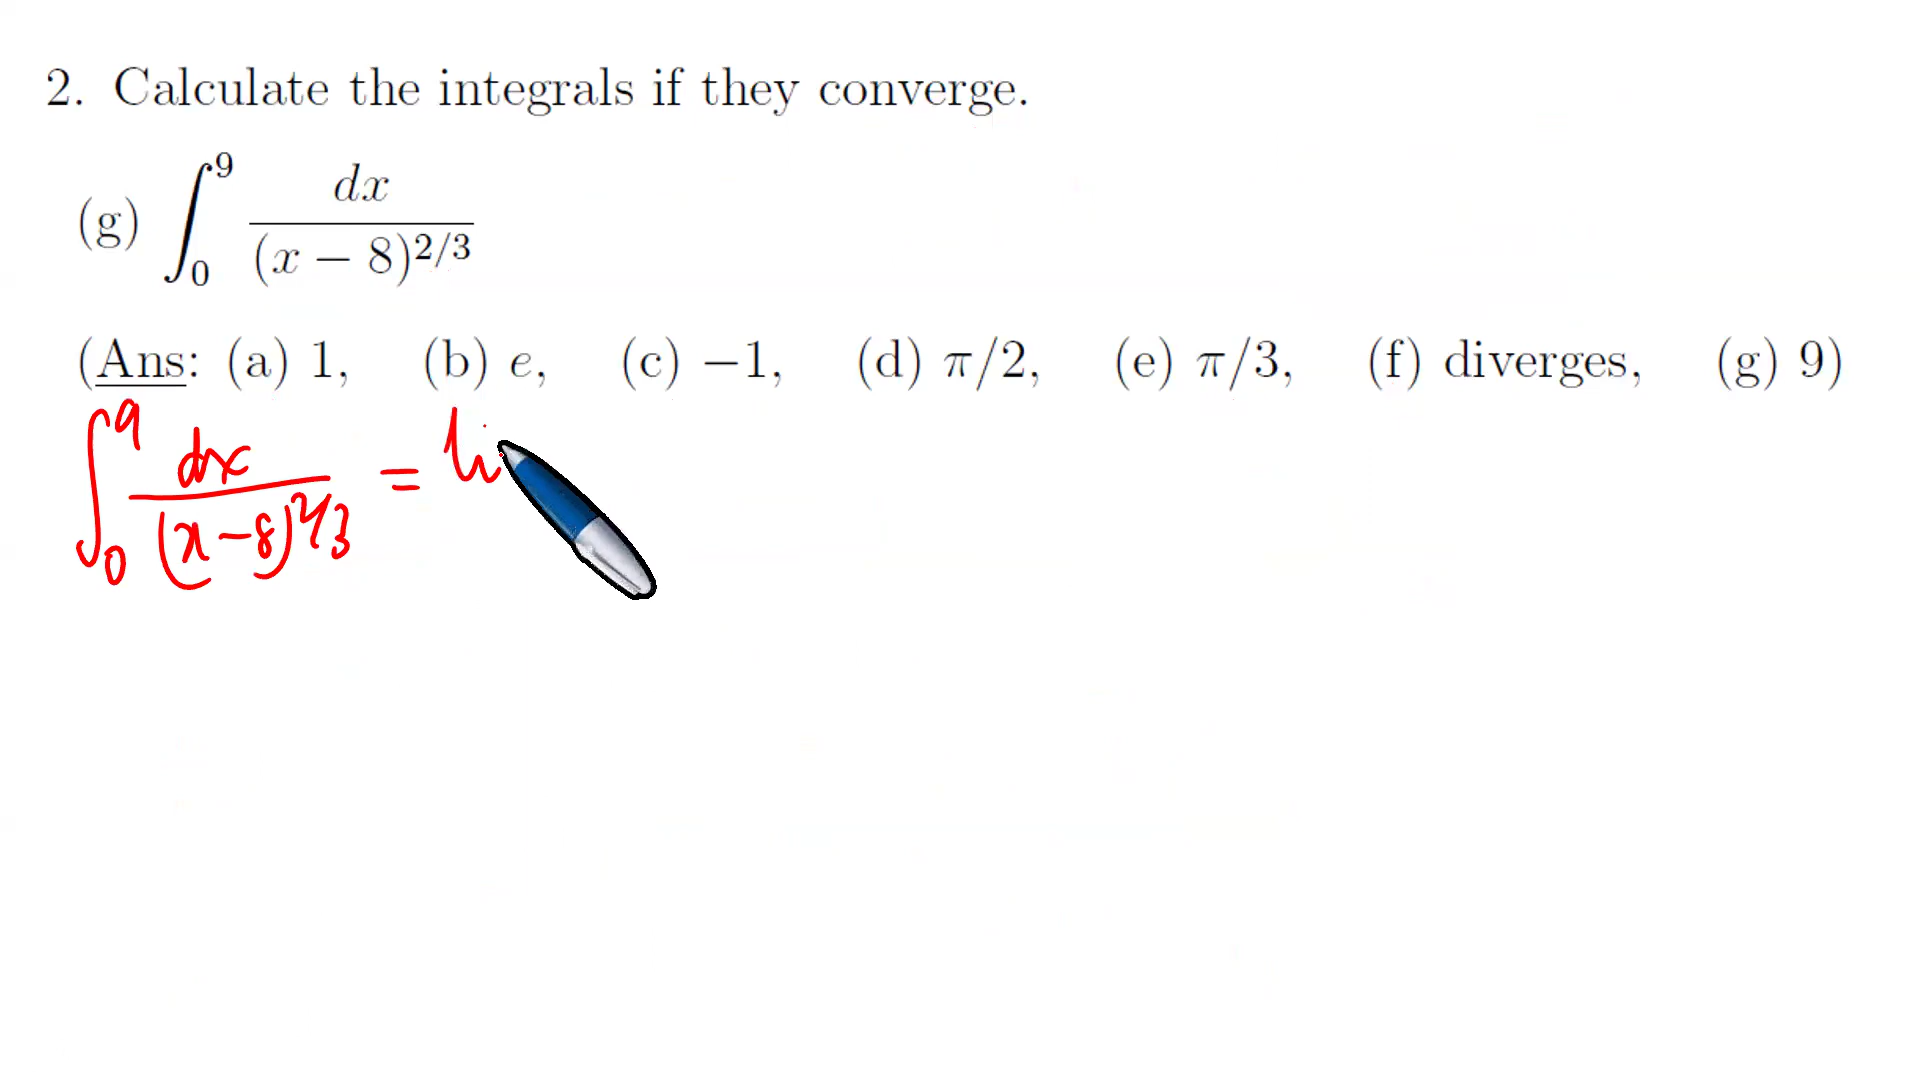 2. Calculate the integrals if they converge.
(g) ∫₀⁹ dx/(x − 8)^{2/3}
(Ans: (a) 1, (b) e, (c) −1, (d) π/2, (e) π/3, (f) diverges, (g) 9)
∫₀⁹ dx/(x−8)^{2/3} = li